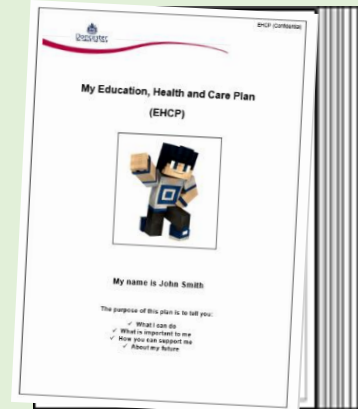 EHCP (Confidential)
Doncaster
My Education, Health and Care Plan
(EHCP)
My name is John Smith
The purpose of this plan is to tell you:
✓ What I can do
✓ What is important to me
✓ How you can support me
✓ About my future